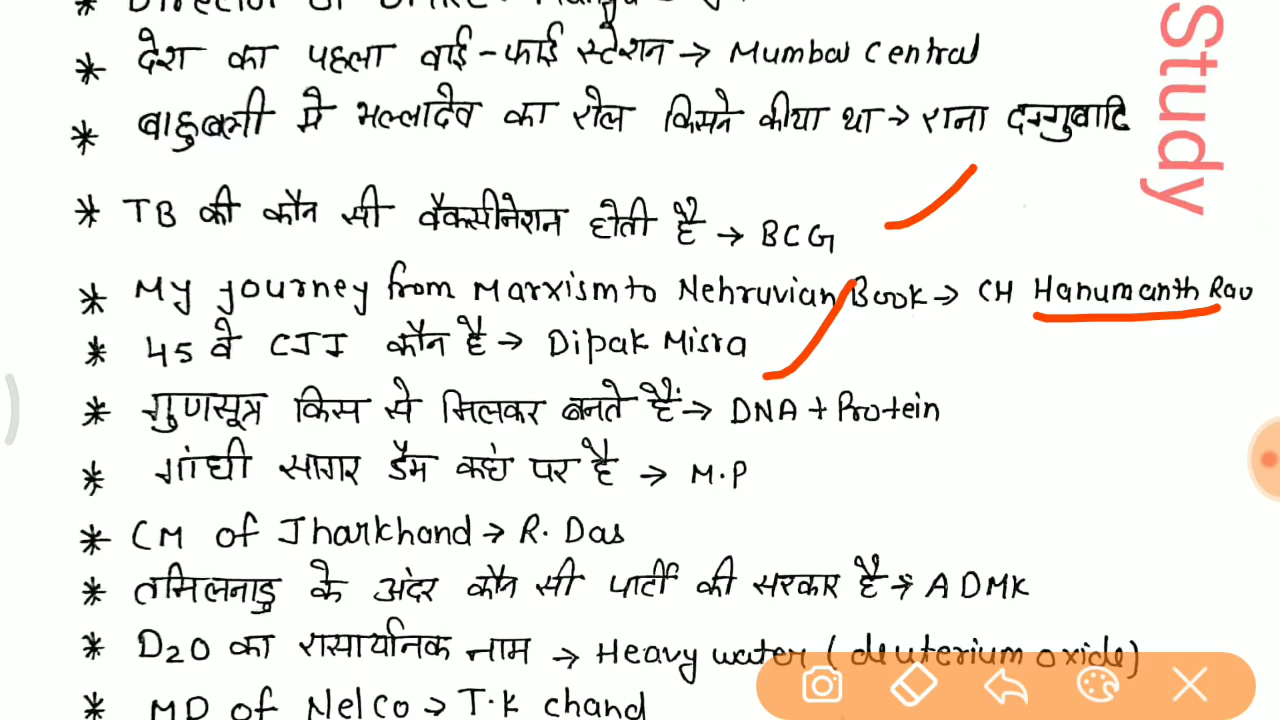 * देश का पहला वाई-फाई स्टेशन → Mumbai Central
* बाहुबली मे भल्लादेव का रोल किसने कीया था → राना दग्गुबादि
* TB की कौन सी वैक्सीनेशन होती है → BCG
* My journey from Marxism to Nehruvian Book → CH Hanumanth Rao
* 45 वे CJI कौन है → Dipak Misra
* गुणसूत्र किस से मिलकर बनते हैं → DNA + Protein
* गांधी सागर डैम कहां पर है → M.P
* CM of Jharkhand → R. Das
* तमिलनाडु के अंदर कौन सी पार्टी की सरकार है → ADMK
* D2O का रासायनिक नाम → Heavy water (deuterium oxide)
* MD of Nelco → T.K chand
Study